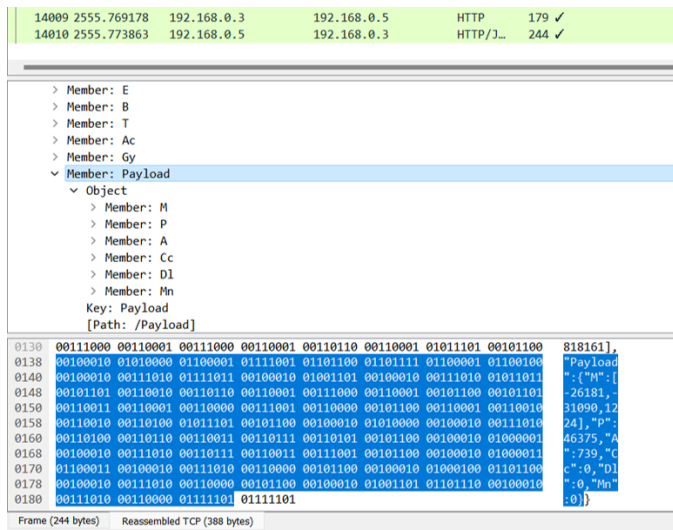 14009 2555.769178 192.168.0.3 192.168.0.5 HTTP 179 ✓
14010 2555.773863 192.168.0.5 192.168.0.3 HTTP/J… 244 ✓
> Member: E
> Member: B
> Member: T
> Member: Ac
> Member: Gy
Member: Payload
Object
> Member: M
> Member: P
> Member: A
> Member: Cc
> Member: Dl
> Member: Mn
Key: Payload
[Path: /Payload]
0130 00111000 00110001 00111000 00110001 00110110 00110001 01011101 00101100 818161],
0138 00100010 01010000 01100001 01111001 01101100 01101111 01100001 01100100 "Payload
0140 00100010 00111010 01111011 00100010 01001101 00100010 00111010 01011011 ":{"M":[
0148 00101101 00110010 00110110 00110001 00111000 00110001 00101100 00101101 -26181,-
0150 00110011 00110001 00110000 00111001 00110000 00101100 00110001 00110010 31090,12
0158 00110010 00110100 01011101 00101100 00100010 01010000 00100010 00111010 24],"P":
0160 00110100 00110110 00110011 00110111 00110101 00101100 00100010 01000001 46375,"A
0168 00100010 00111010 00110111 00110011 00111001 00101100 00100010 01000011 ":739,"C
0170 01100011 00100010 00111010 00110000 00101100 00100010 01000100 01101100 c":0,"Dl
0178 00100010 00111010 00110000 00101100 00100010 01001101 01101110 00100010 ":0,"Mn"
0180 00111010 00110000 01111101 01111101 :0}}
Frame (244 bytes) Reassembled TCP (388 bytes)